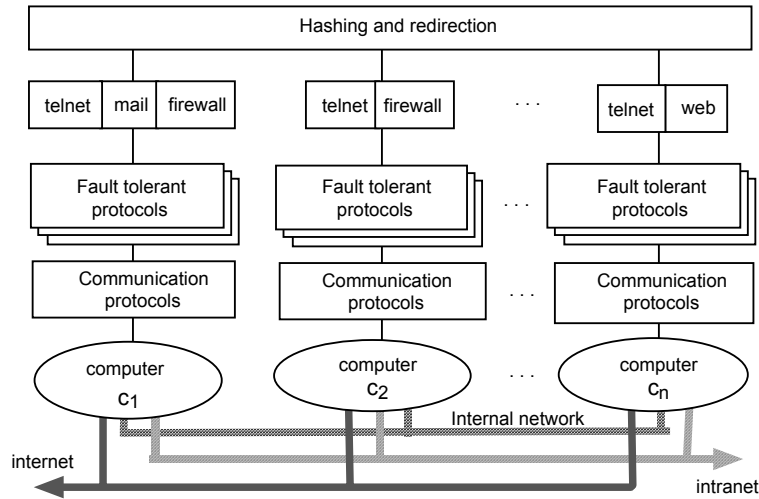 Hashing and redirection
telnet mail firewall
telnet firewall
. . .
telnet web
Fault tolerant
protocols
Fault tolerant
protocols
. . .
Fault tolerant
protocols
Communication
protocols
Communication
protocols
. . .
Communication
protocols
computer
c1
computer
c2
. . .
computer
cn
Internal network
internet
intranet